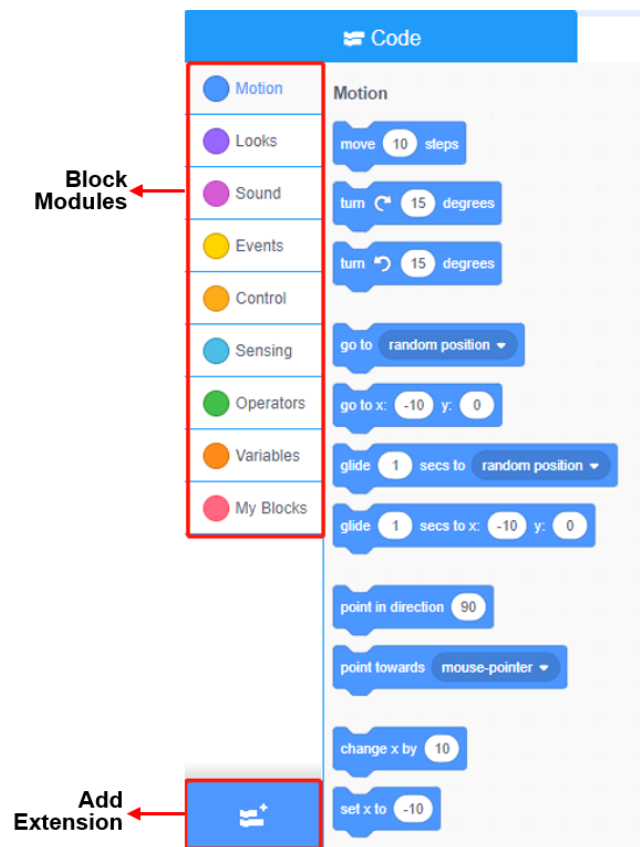 Code
Motion
Looks
Sound
Events
Control
Sensing
Operators
Variables
My Blocks
Block
Modules
Add
Extension
Motion
move 10 steps
turn 15 degrees
turn 15 degrees
go to random position
go to x: -10 y: 0
glide 1 secs to random position
glide 1 secs to x: -10 y: 0
point in direction 90
point towards mouse-pointer
change x by 10
set x to -10